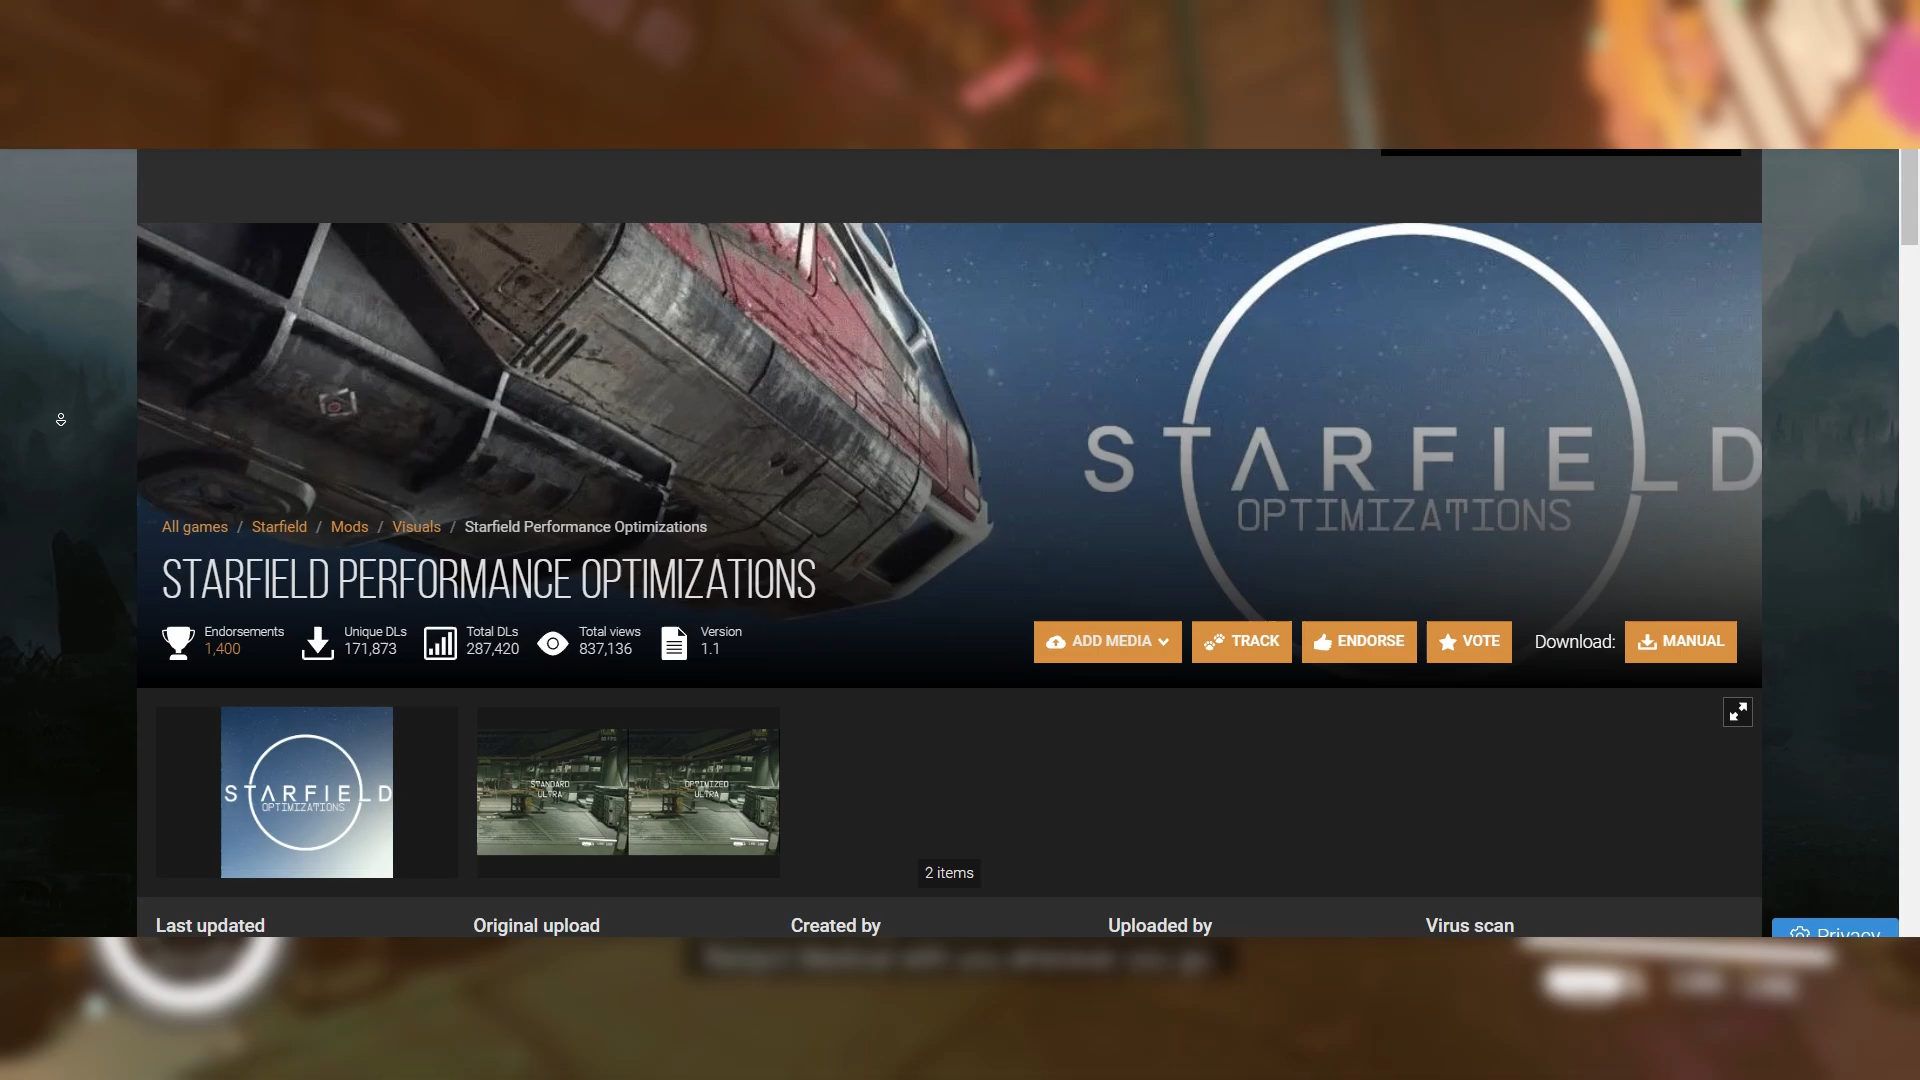 STARFIELD
OPTIMIZATIONS
All games / Starfield / Mods / Visuals / Starfield Performance Optimizations
STARFIELD PERFORMANCE OPTIMIZATIONS
Endorsements
1,400
Unique DLs
171,873
Total DLs
287,420
Total views
837,136
Version
1.1
ADD MEDIA
TRACK
ENDORSE
VOTE
Download:
MANUAL
STARFIELD
OPTIMIZATIONS
STANDARD
ULTRA
OPTIMIZED
ULTRA
2 items
Last updated
Original upload
Created by
Uploaded by
Virus scan
Privacy